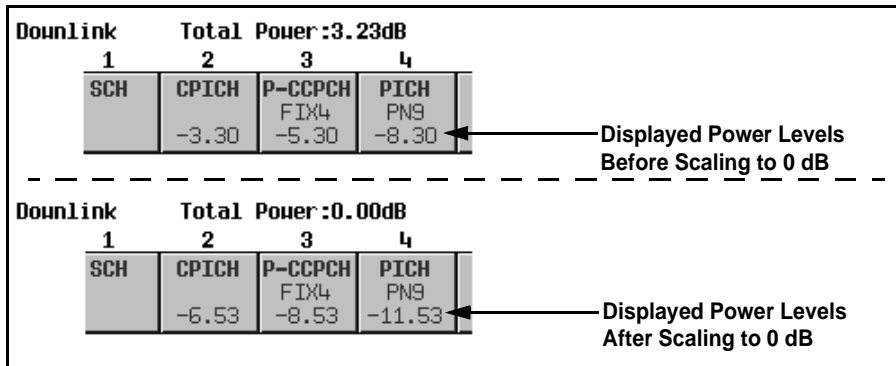 Downlink Total Power:3.23dB
1 2 3 4
SCH CPICH P-CCPCH PICH
FIX4 PN9
-3.30 -5.30 -8.30
Displayed Power Levels
Before Scaling to 0 dB
Downlink Total Power:0.00dB
1 2 3 4
SCH CPICH P-CCPCH PICH
FIX4 PN9
-6.53 -8.53 -11.53
Displayed Power Levels
After Scaling to 0 dB